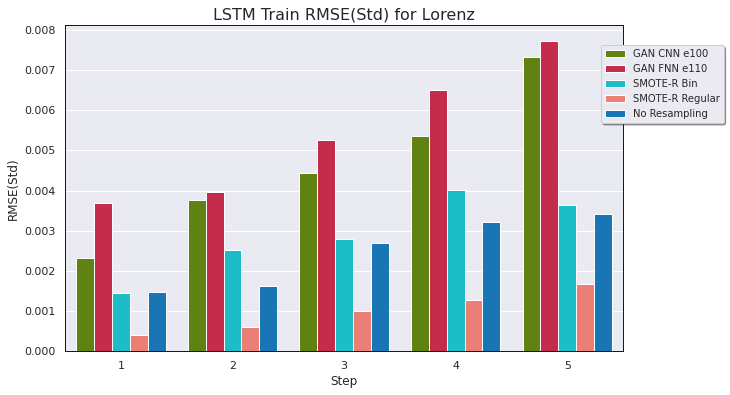 LSTM Train RMSE(Std) for Lorenz
0.008
0.007
0.006
0.005
0.004
0.003
0.002
0.001
0.000
RMSE(Std)
1 2 3 4 5
Step
GAN CNN e100
GAN FNN e110
SMOTE-R Bin
SMOTE-R Regular
No Resampling